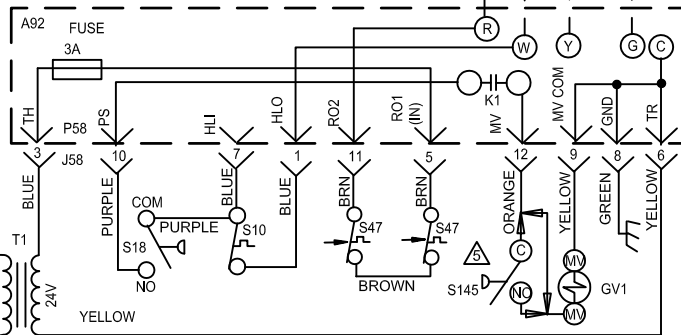 A92
FUSE
3A
R
W
Y
G
C
K1
TH
PS
HLI
HLO
RO2
RO1
(IN)
MV
MV COM
GND
TR
P58
J58
3
10
7
1
11
5
12
9
8
6
BLUE
PURPLE
BLUE
BLUE
BRN
BRN
ORANGE
YELLOW
GREEN
YELLOW
COM
PURPLE
S18
NO
S10
S47
S47
BROWN
5
C
S145
NO
MV
GV1
MV
T1
24V
YELLOW